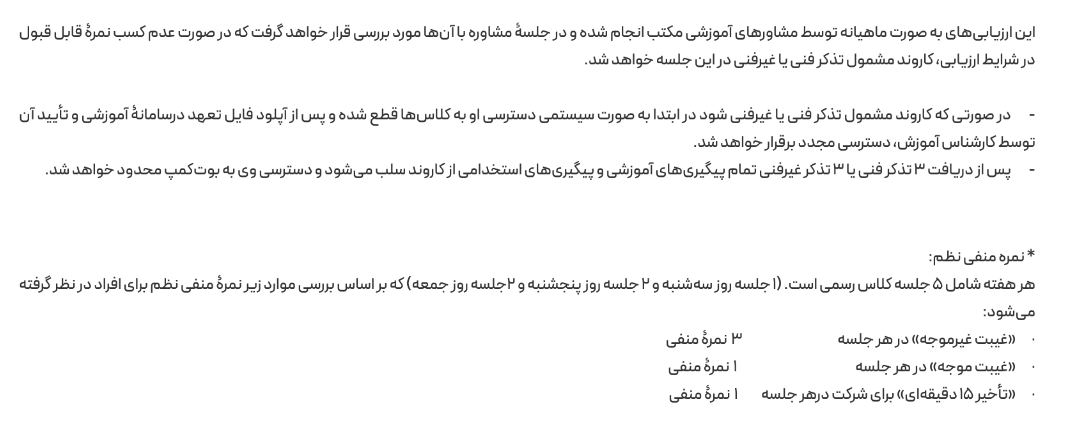 این ارزیابی‌های به صورت ماهیانه توسط مشاورهای آموزشی مکتب انجام شده و در جلسهٔ مشاوره با آن‌ها مورد بررسی قرار خواهد گرفت که در صورت عدم کسب نمرهٔ قابل قبول
در شرایط ارزیابی، کاروند مشمول تذکر فنی یا غیرفنی در این جلسه خواهد شد.
- در صورتی که کاروند مشمول تذکر فنی یا غیرفنی شود در ابتدا به صورت سیستمی دسترسی او به کلاس‌ها قطع شده و پس از آپلود فایل تعهد درسامانهٔ آموزشی و تأیید آن
توسط کارشناس آموزش، دسترسی مجدد برقرار خواهد شد.
- پس از دریافت ۳ تذکر فنی یا ۳ تذکر غیرفنی تمام پیگیری‌های آموزشی و پیگیری‌های استخدامی از کاروند سلب می‌شود و دسترسی وی به بوت‌کمپ محدود خواهد شد.
* نمره منفی نظم:
هر هفته شامل ۵ جلسه کلاس رسمی است. (۱ جلسه روز سه‌شنبه و ۲ جلسه روز پنجشنبه و ۲جلسه روز جمعه) که بر اساس بررسی موارد زیر نمرهٔ منفی نظم برای افراد در نظر گرفته
می‌شود:
· «غیبت غیرموجه» در هر جلسه ۳ نمرهٔ منفی
· «غیبت موجه» در هر جلسه ۱ نمرهٔ منفی
· «تأخیر ۱۵ دقیقه‌ای» برای شرکت درهر جلسه ۱ نمرهٔ منفی